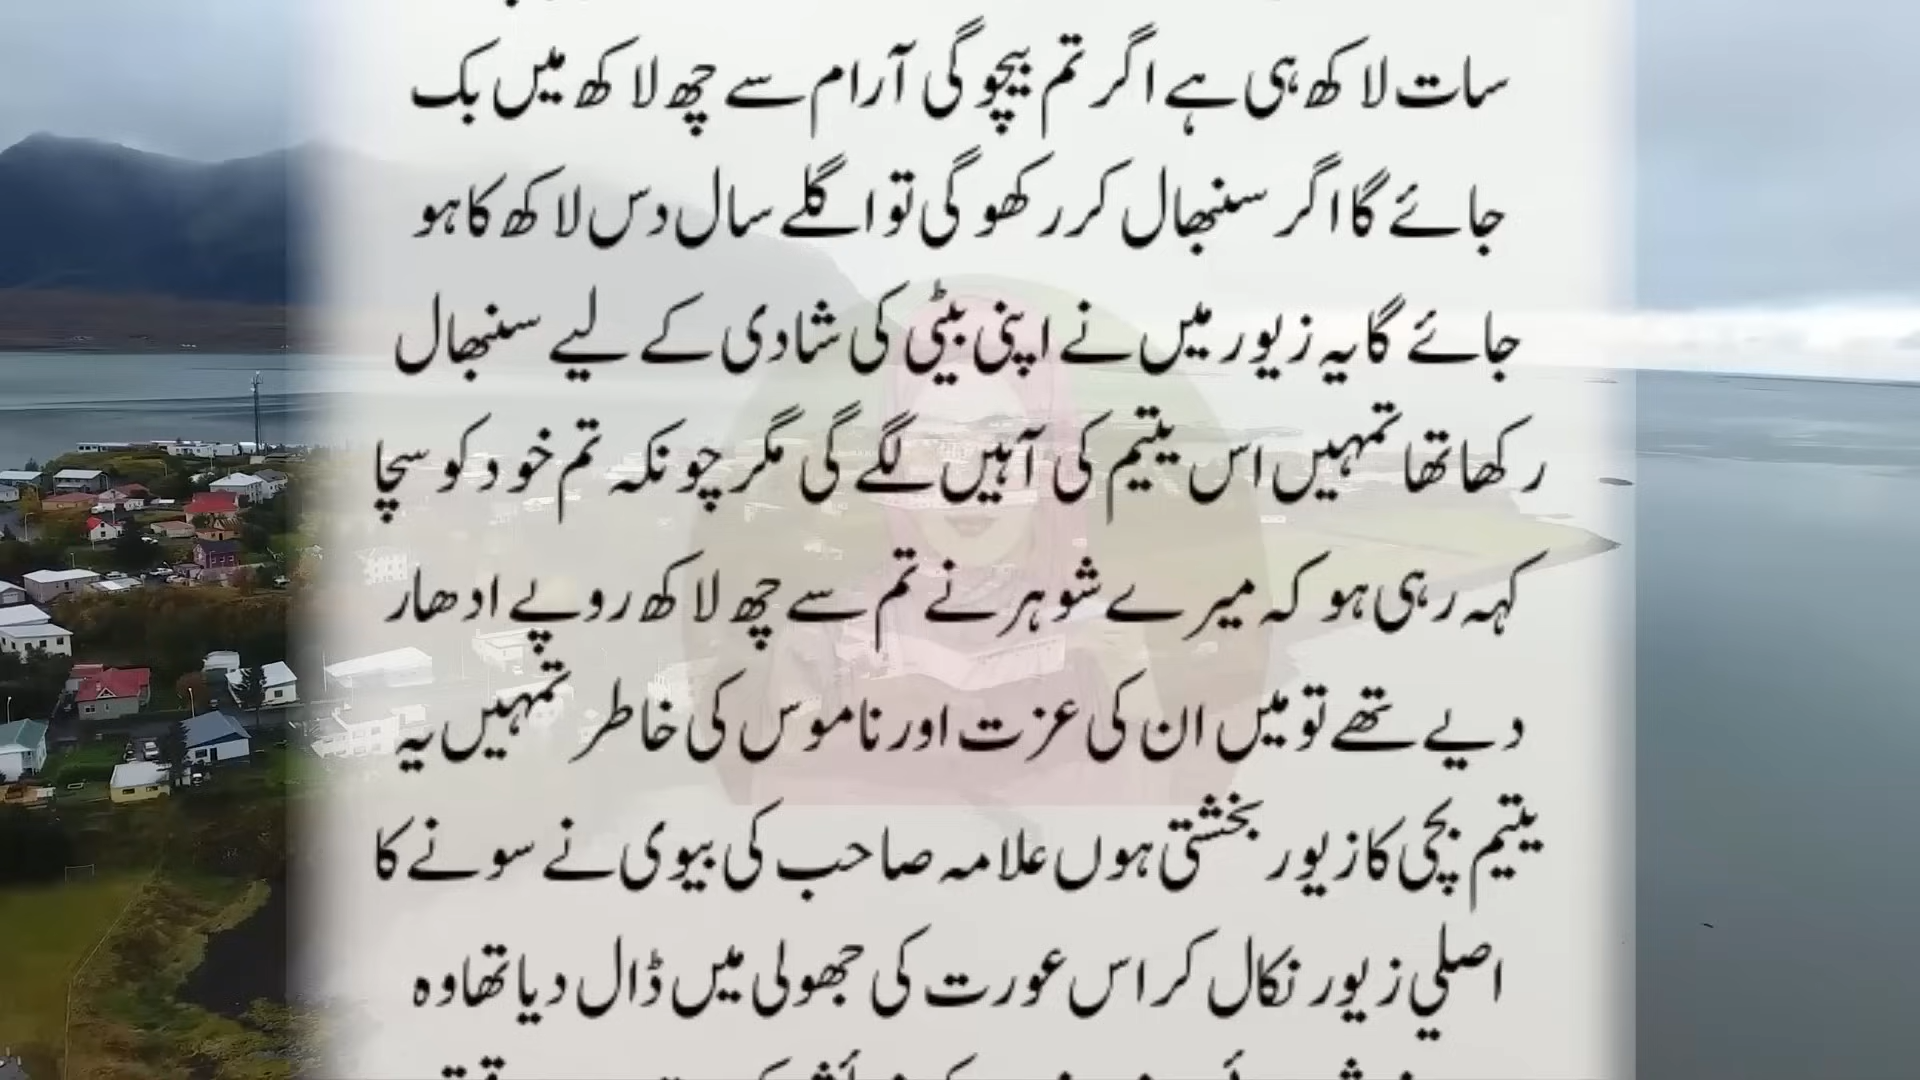 سات لاکھ ہی ہے اگر تم بیچو گی آرام سے چھ لاکھ میں بک
جائے گا اگر سنبھال کر رکھو گی تو اگلے سال دس لاکھ کا ہو
جائے گا یہ زیور میں نے اپنی بیٹی کی شادی کے لیے سنبھال
رکھا تھا تمہیں اس یتیم کی آہیں لگے گی مگر چونکہ تم خود کو سچا
کہہ رہی ہو کہ میرے شوہر نے تم سے چھ لاکھ روپے ادھار
دیے تھے تو میں ان کی عزت اور ناموس کی خاطر تمہیں یہ
یتیم بچی کا زیور بخشتی ہوں علامہ صاحب کی بیوی نے سونے کا
اصلي زیور نکال کر اس عورت کی جھولی میں ڈال دیا تھا وہ